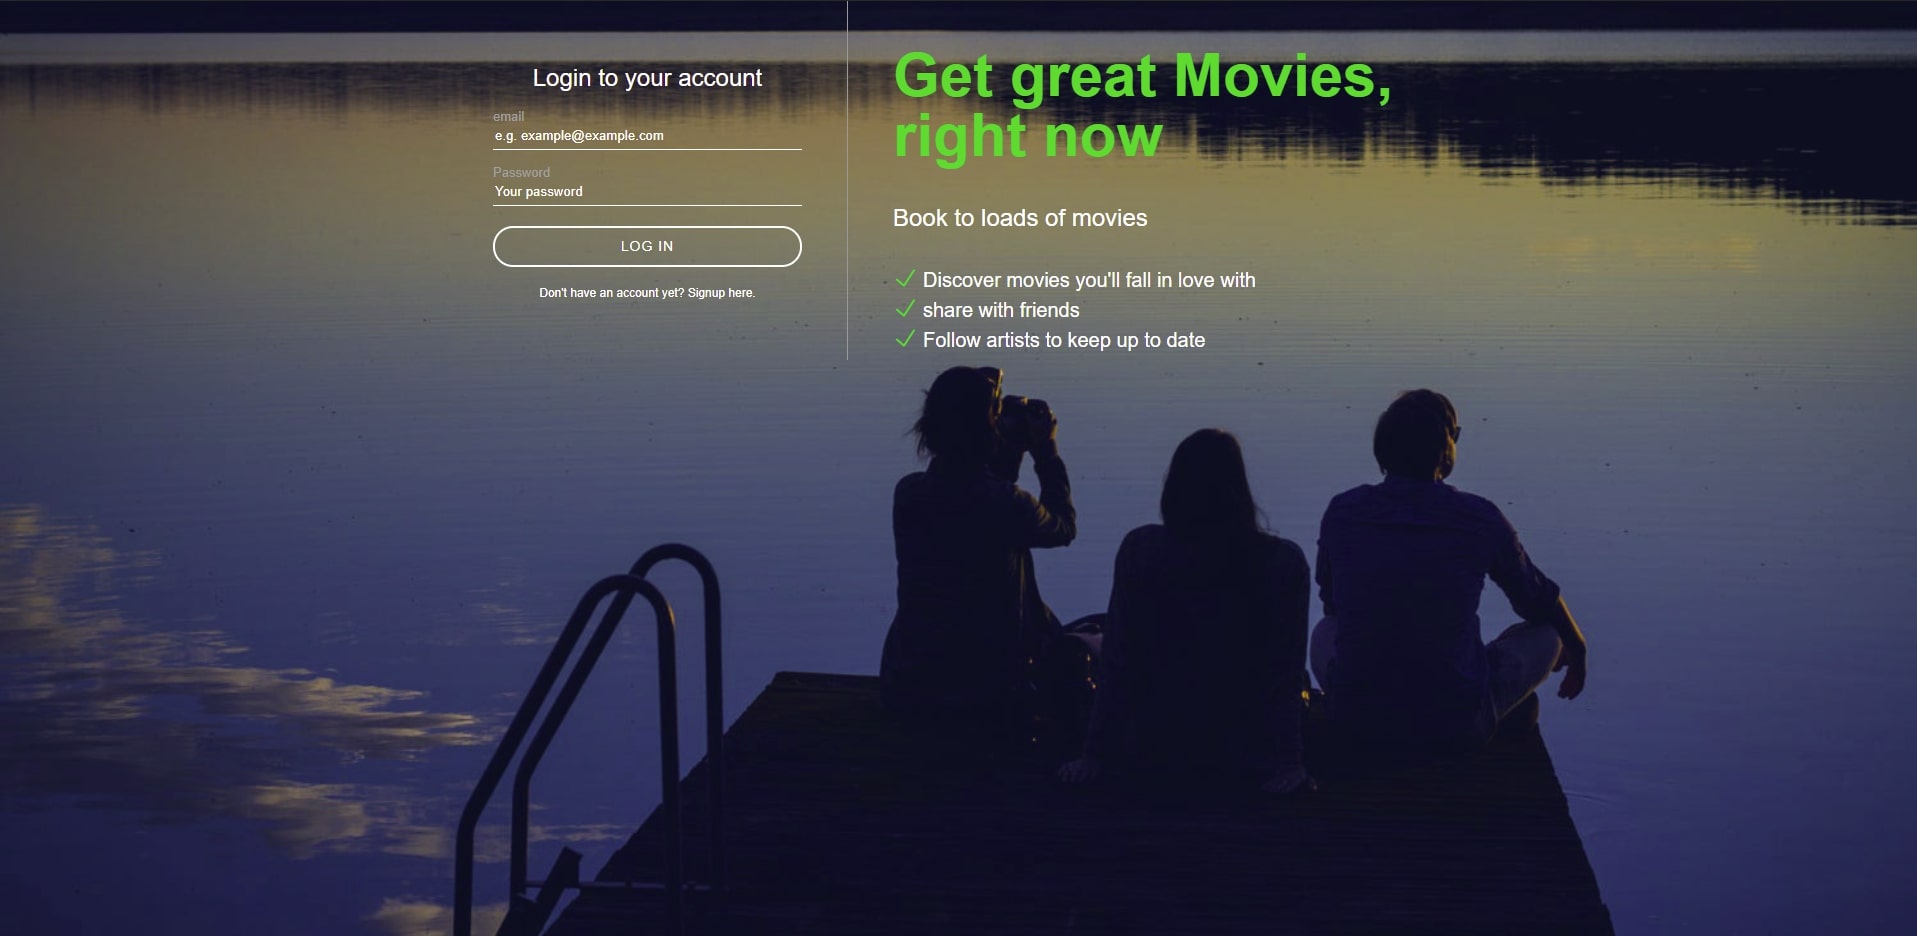 Login to your account
email
e.g. example@example.com
Password
Your password
LOG IN
Don't have an account yet? Signup here.
Get great Movies,
right now
Book to loads of movies
Discover movies you'll fall in love with
share with friends
Follow artists to keep up to date